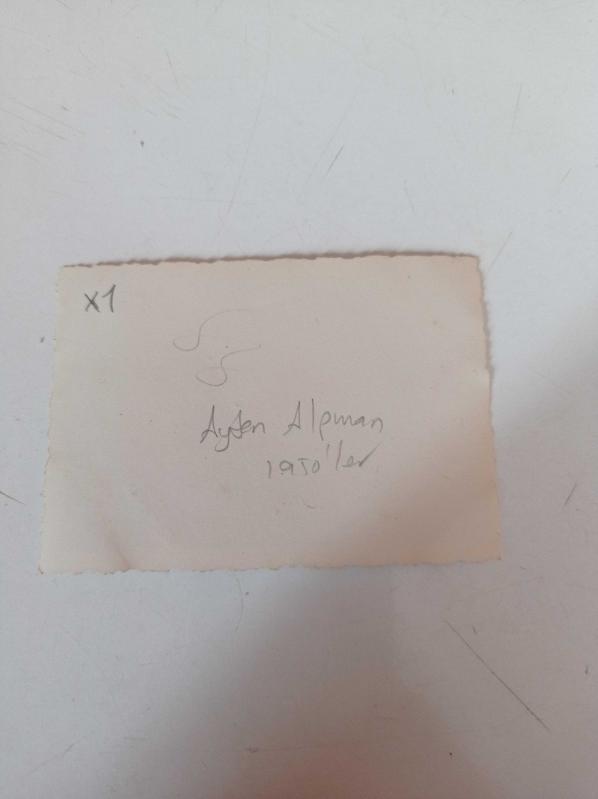 x1
Ayten Alpman
1950'ler